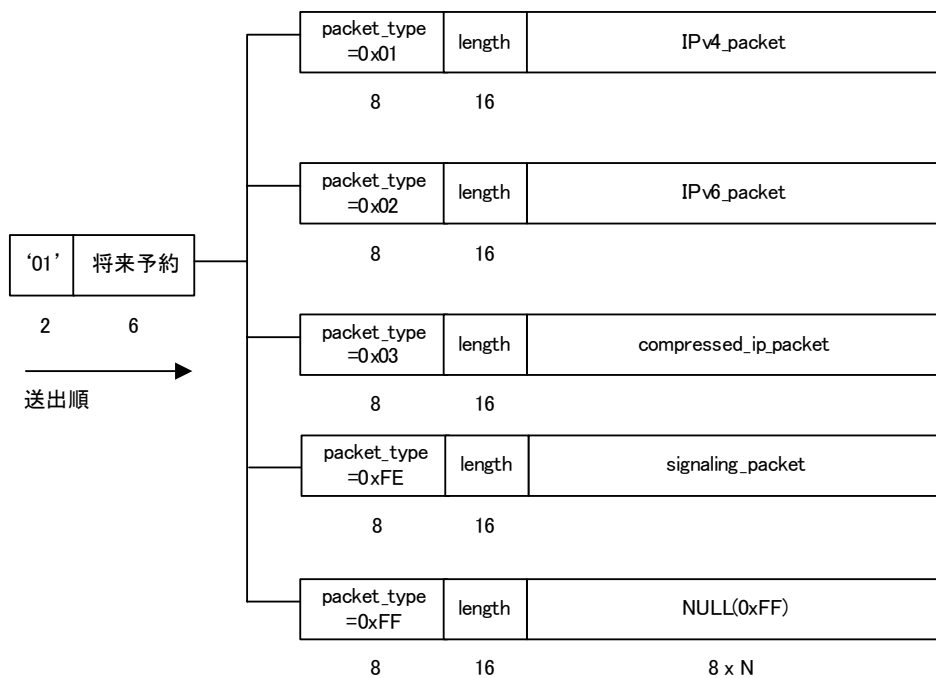 packet_type
=0x01
length
IPv4_packet
8
16
packet_type
=0x02
length
IPv6_packet
8
16
‘01’
将来予約
2
6
送出順
packet_type
=0x03
length
compressed_ip_packet
8
16
packet_type
=0xFE
length
signaling_packet
8
16
packet_type
=0xFF
length
NULL(0xFF)
8
16
8 x N